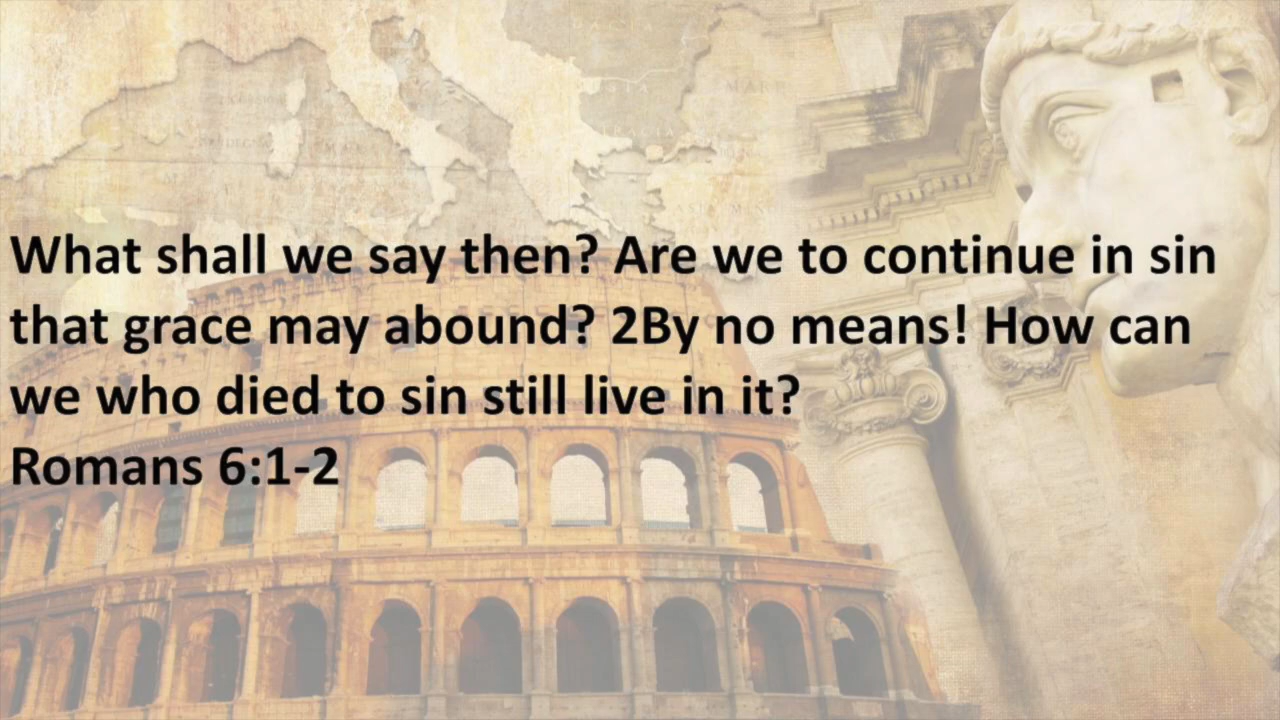 What shall we say then? Are we to continue in sin
that grace may abound? 2By no means! How can
we who died to sin still live in it?
Romans 6:1-2